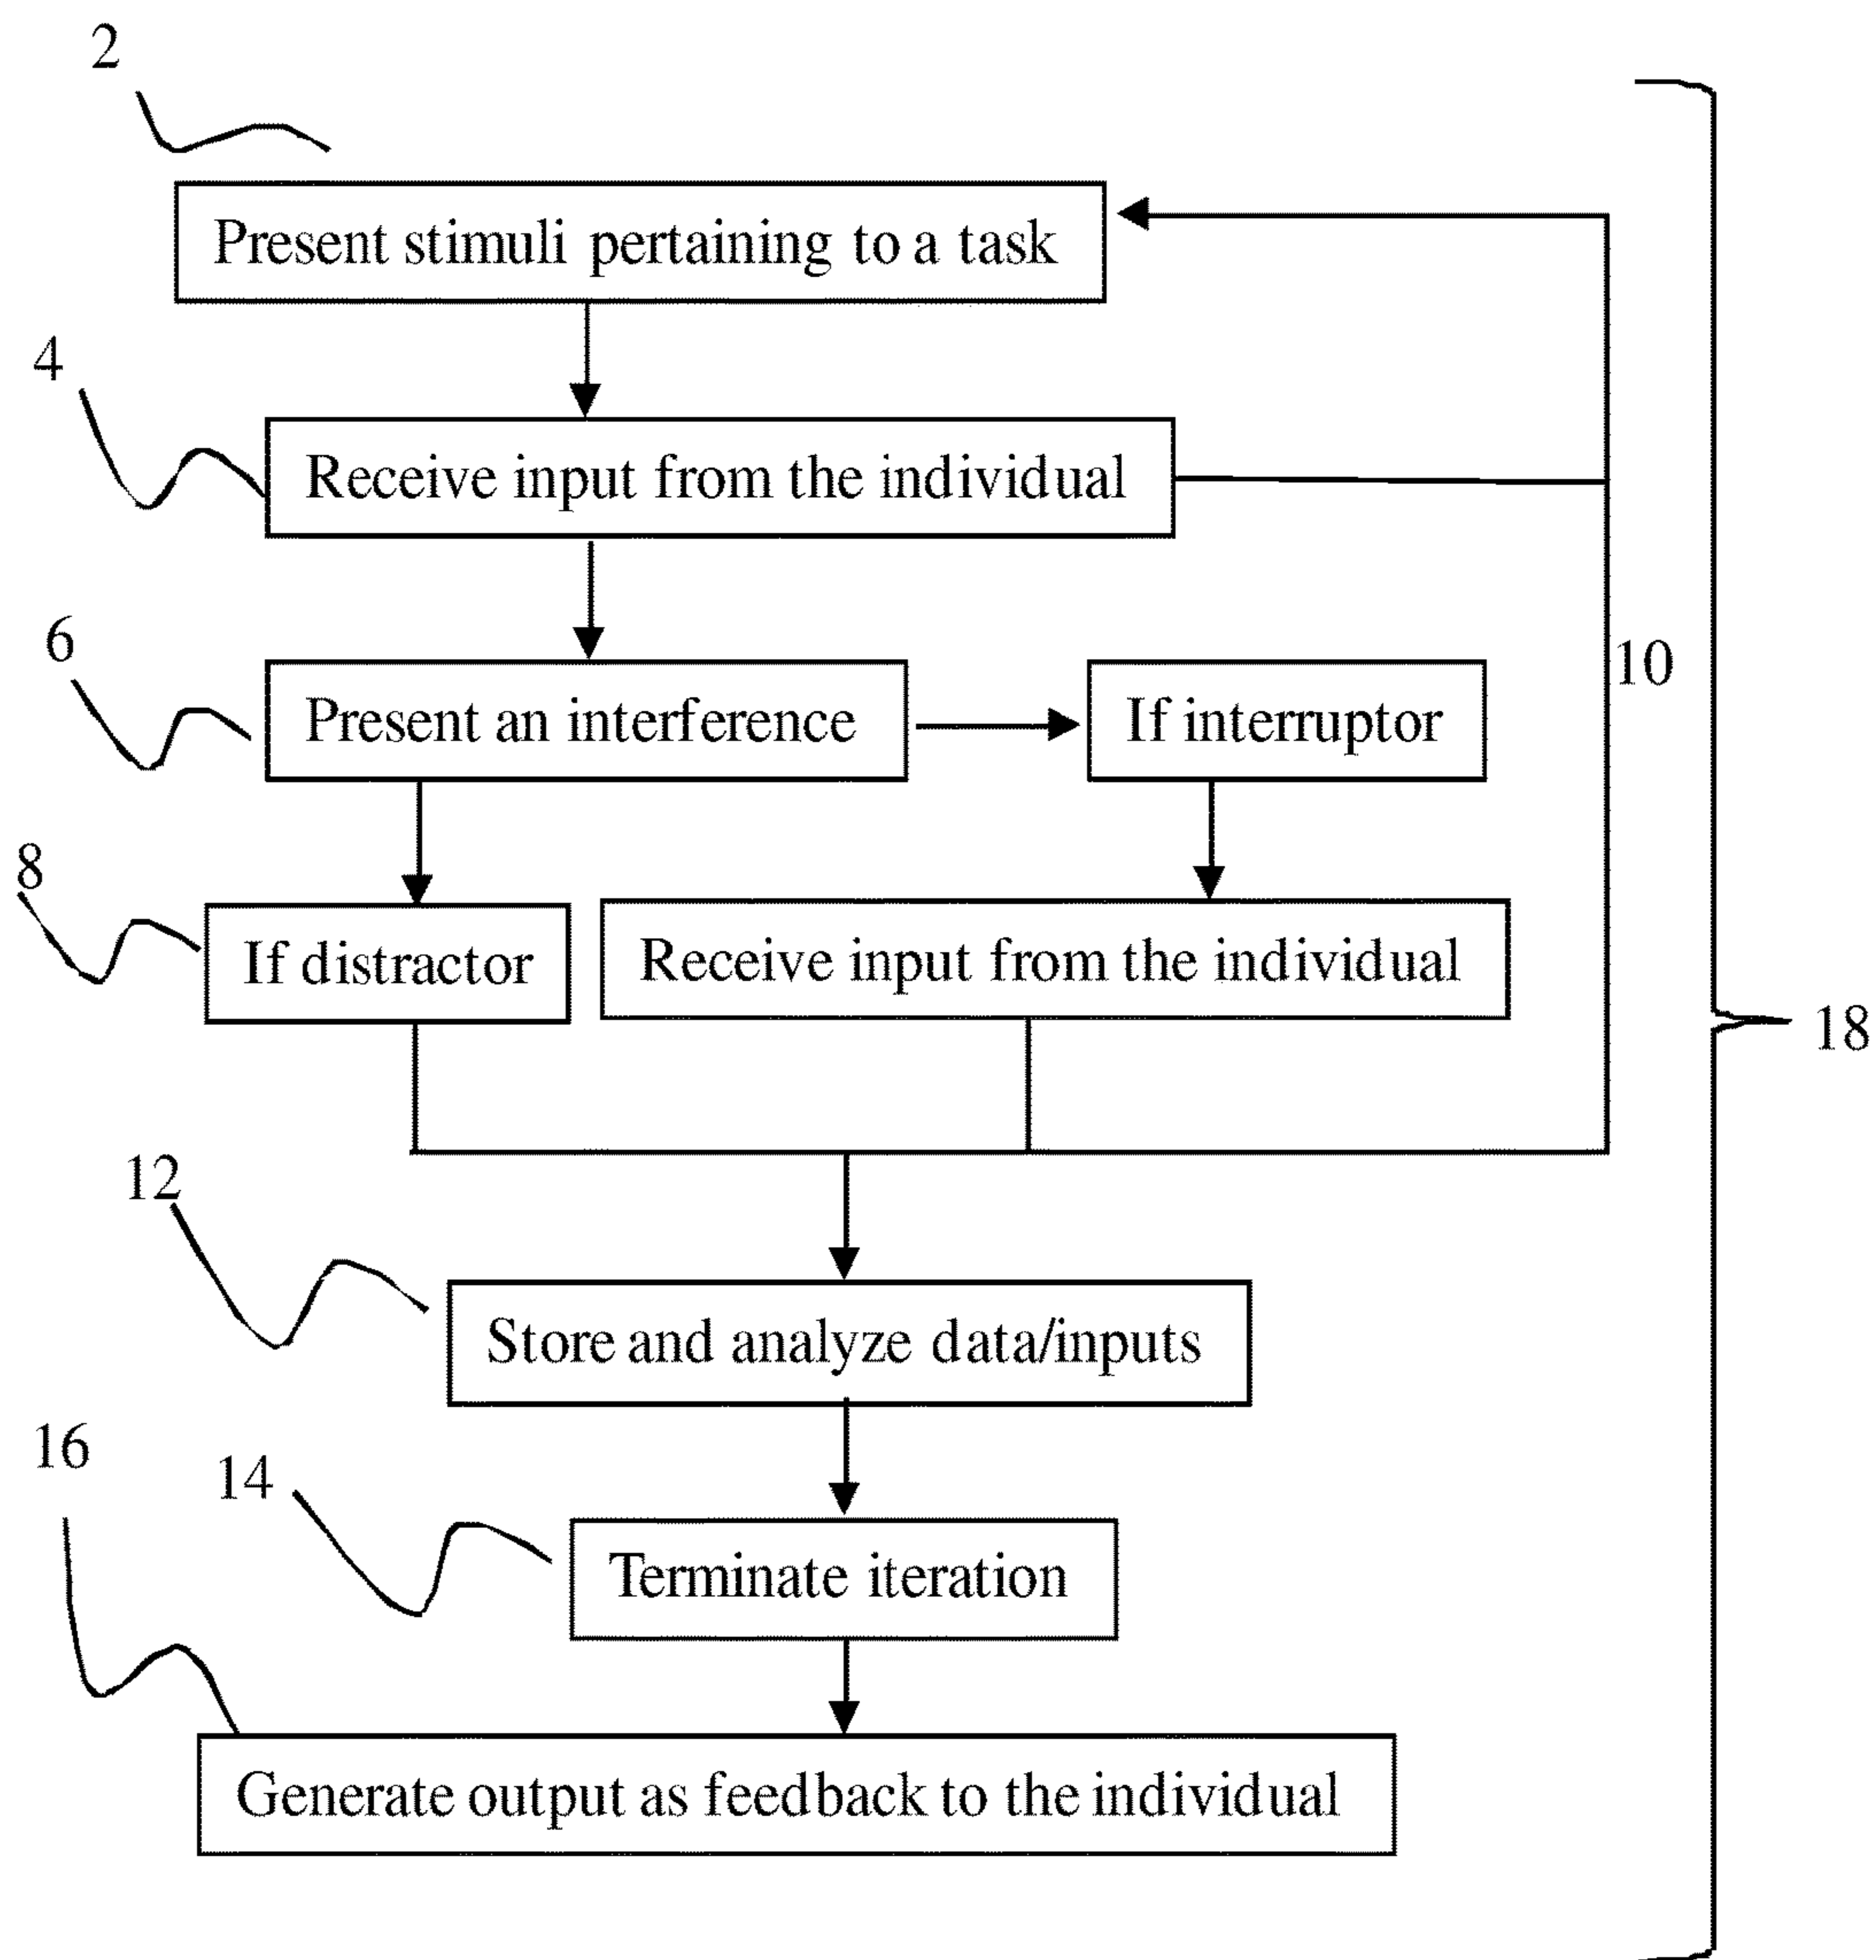 2
Present stimuli pertaining to a task
4
Receive input from the individual
6
10
Present an interference
If interruptor
8
If distractor
Receive input from the individual
18
12
Store and analyze data/inputs
16
14
Terminate iteration
Generate output as feedback to the individual